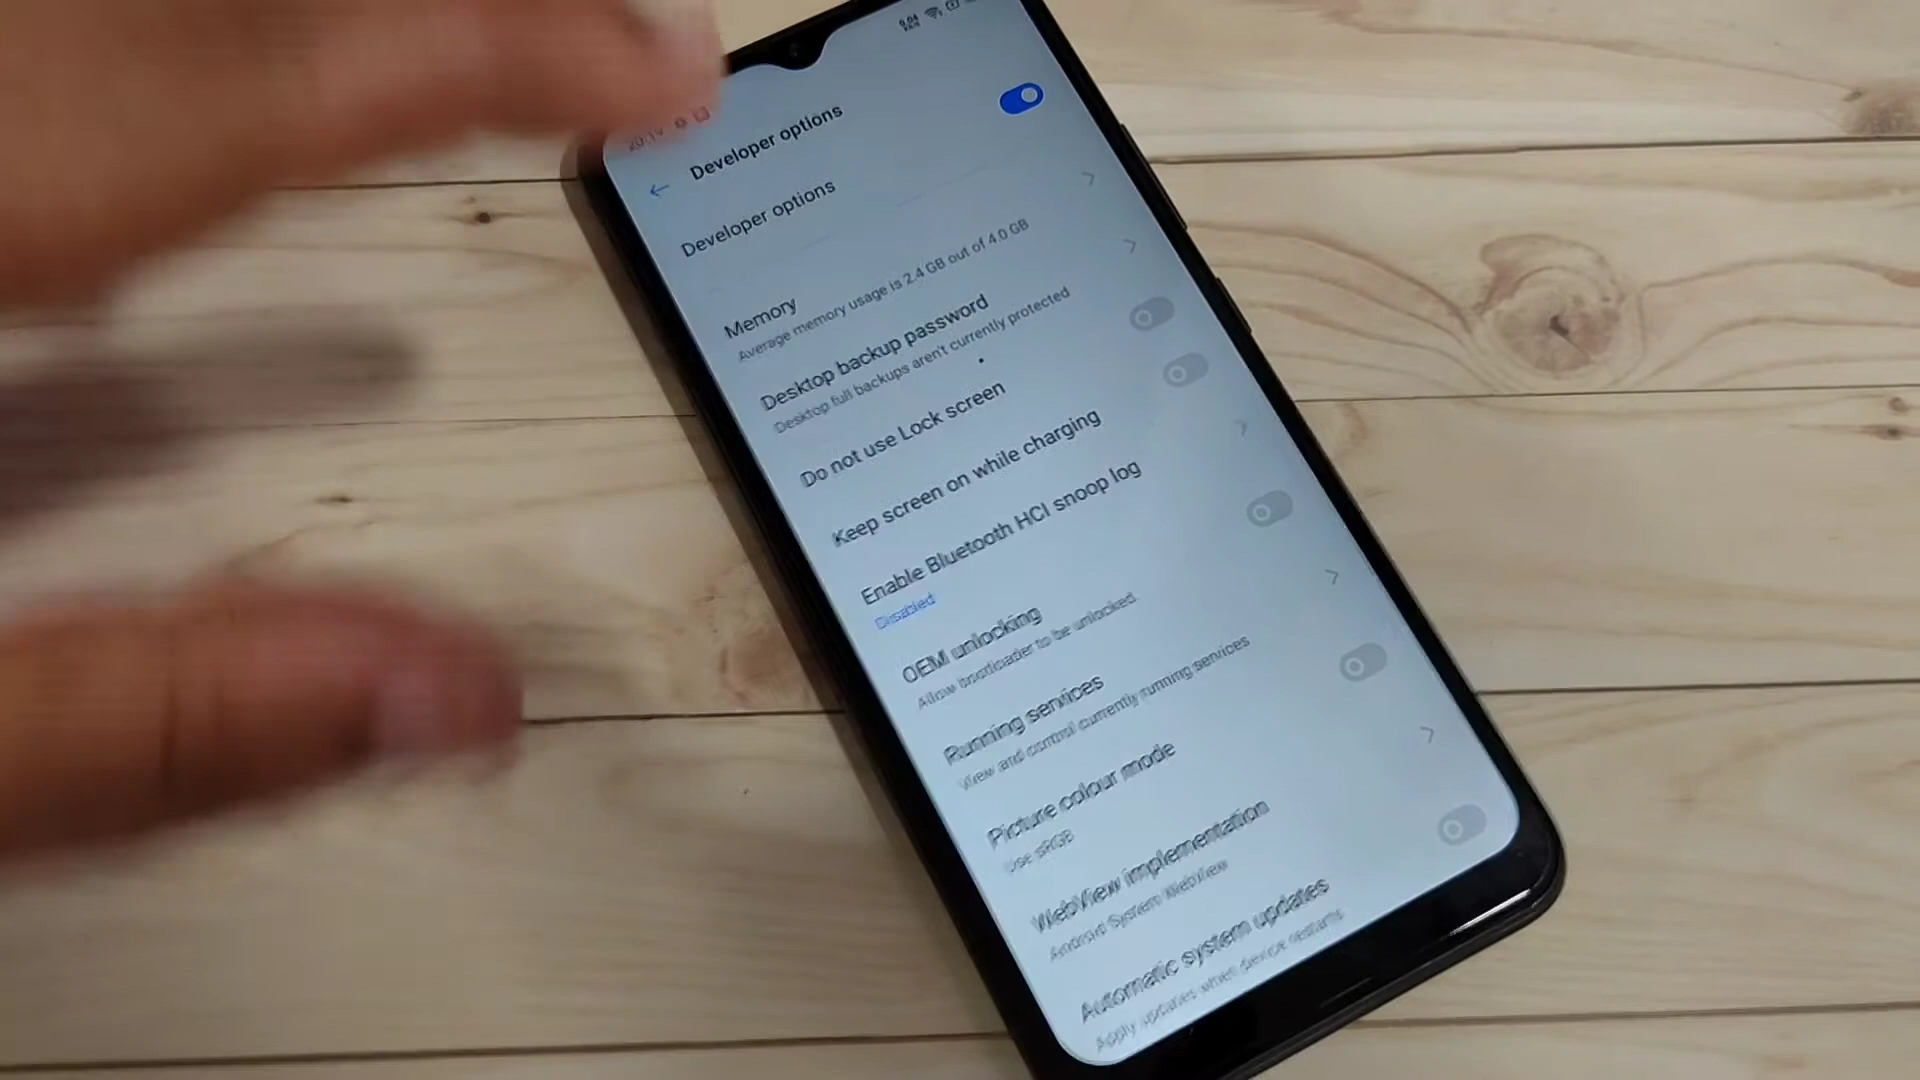 Developer options
Developer options
Memory
Average memory usage is 2.4 GB out of 4.0 GB
Desktop backup password
Desktop full backups aren't currently protected
Do not use Lock screen
Keep screen on while charging
Enable Bluetooth HCI snoop log
Disabled
OEM unlocking
Allow bootloader to be unlocked.
Running services
View and control currently running services
Picture colour mode
Use sRGB
WebView implementation
Android System WebView
Automatic system updates
Apply updates when device restarts